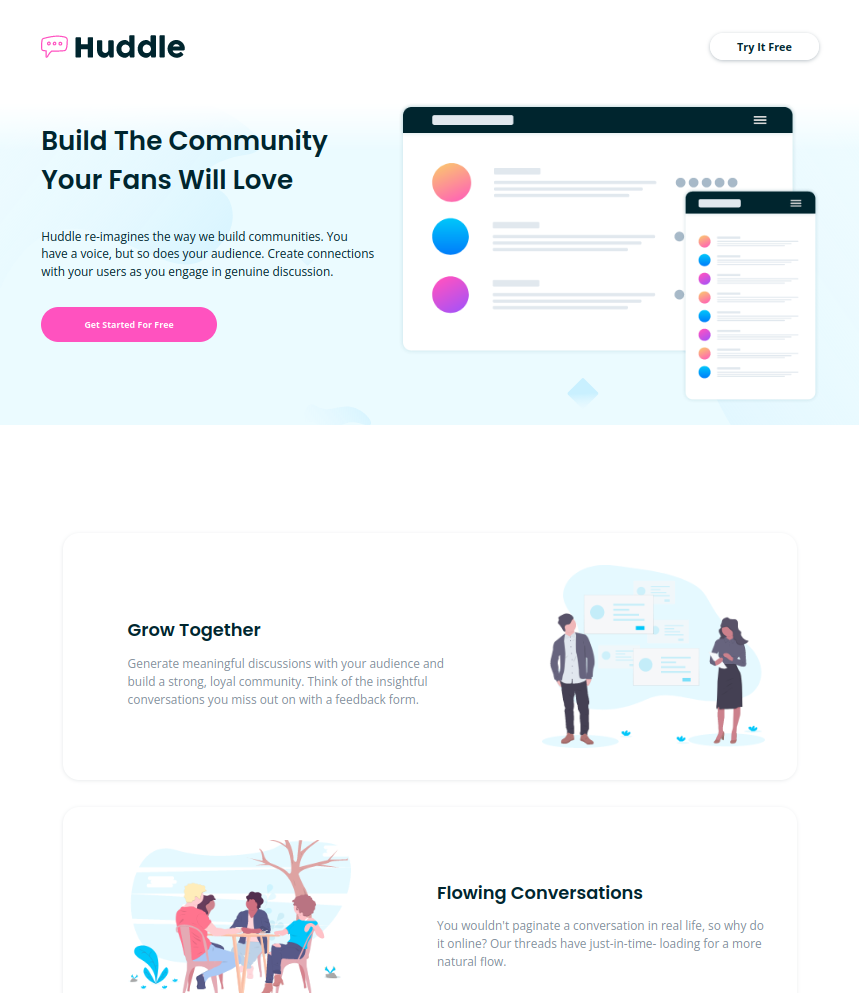 Huddle
Try It Free
Build The Community
Your Fans Will Love
Huddle re-imagines the way we build communities. You
have a voice, but so does your audience. Create connections
with your users as you engage in genuine discussion.
Get Started For Free
Grow Together
Generate meaningful discussions with your audience and
build a strong, loyal community. Think of the insightful
conversations you miss out on with a feedback form.
Flowing Conversations
You wouldn't paginate a conversation in real life, so why do
it online? Our threads have just-in-time- loading for a more
natural flow.